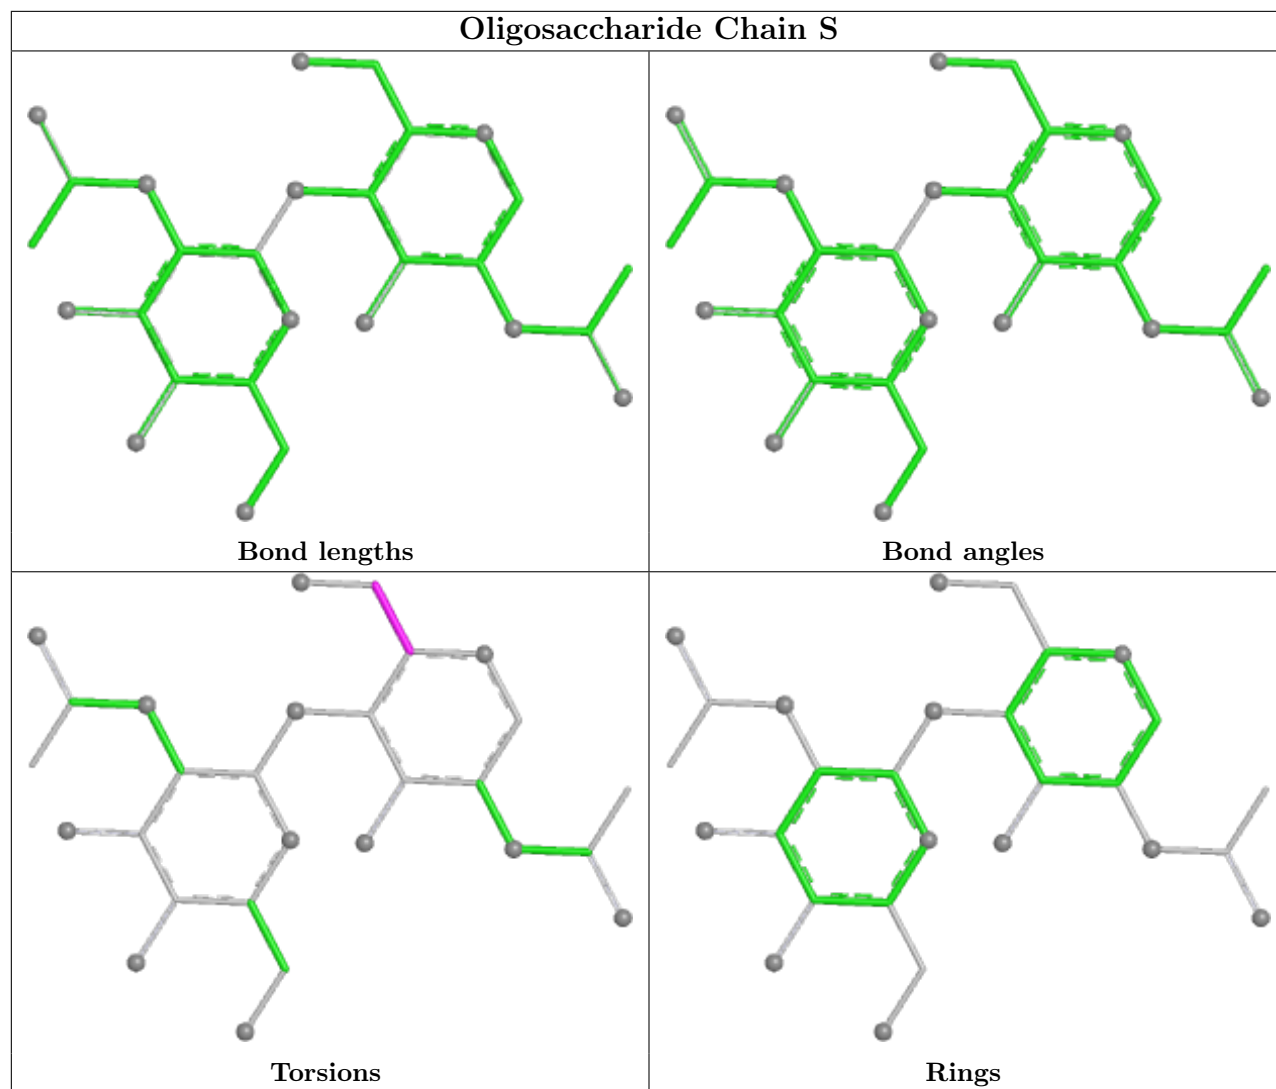 Oligosaccharide Chain S
Bond lengths
Bond angles
Torsions
Rings